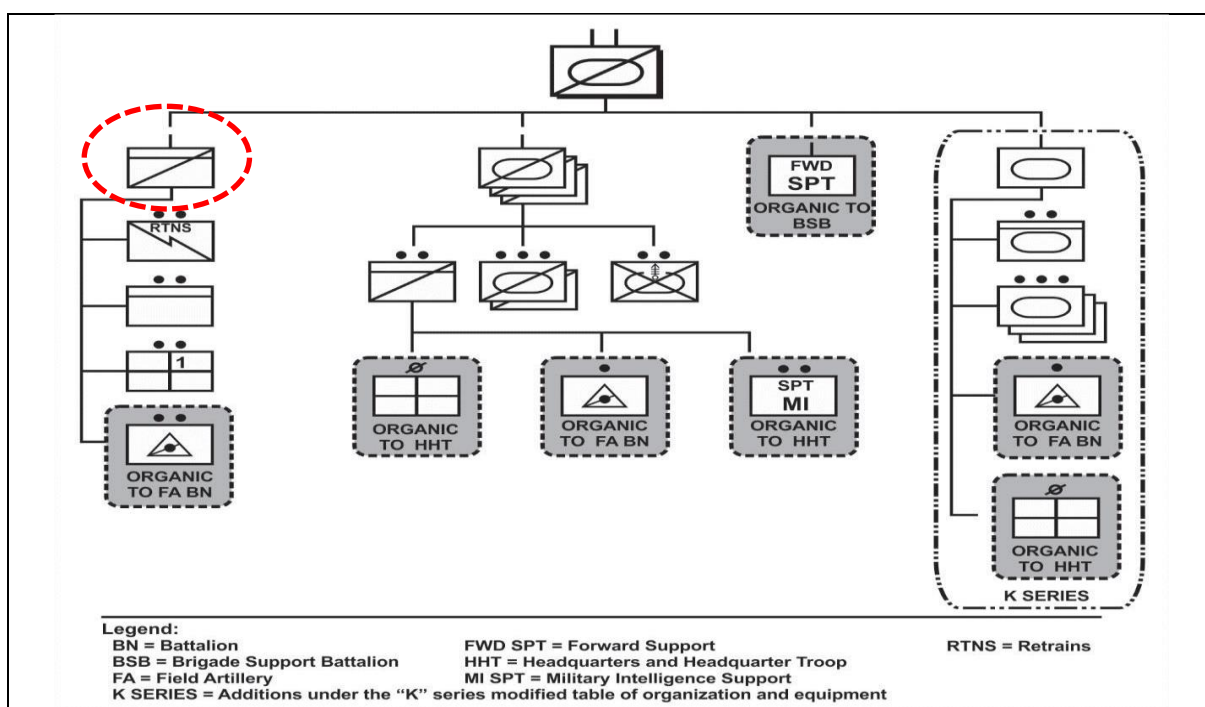 FWD
SPT
ORGANIC TO
BSB
RTNS
1
ORGANIC
TO FA BN
ORGANIC
TO HHT
ORGANIC
TO FA BN
SPT
MI
ORGANIC
TO HHT
ORGANIC
TO FA BN
ORGANIC
TO HHT
K SERIES
Legend:
BN = Battalion
BSB = Brigade Support Battalion
FA = Field Artillery
K SERIES = Additions under the “K” series modified table of organization and equipment
FWD SPT = Forward Support
HHT = Headquarters and Headquarter Troop
MI SPT = Military Intelligence Support
RTNS = Retrains